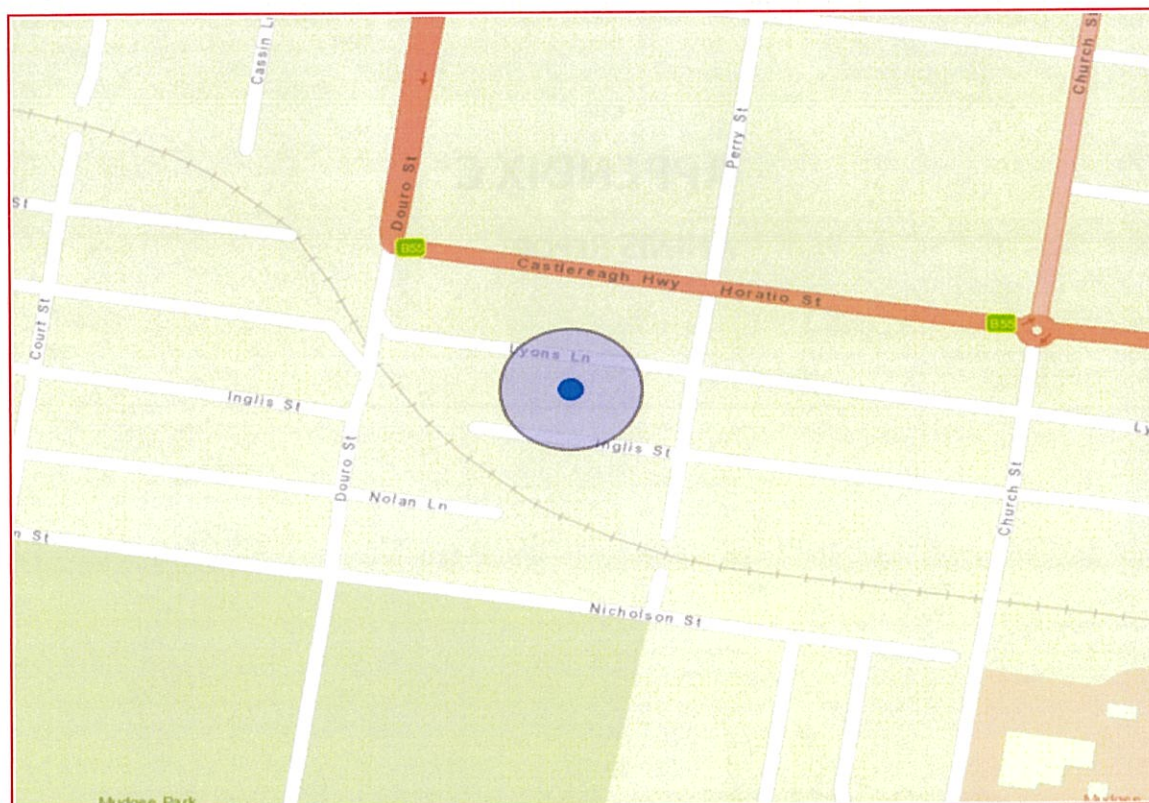 Cassin L
Church St
Perry St
Douro St
St
B55
Castlereagh Hwy
Horatio St
B55
Court St
Lyons Ln
Inglis St
Inglis St
Ly
Douro St
Nolan Ln
Church St
n St
Nicholson St
Mudgee Park
Mudgee